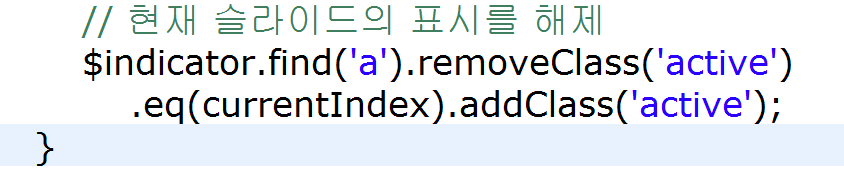 // 현재 슬라이드의 표시를 해제
$indicator.find('a').removeClass('active')
.eq(currentIndex).addClass('active');
}